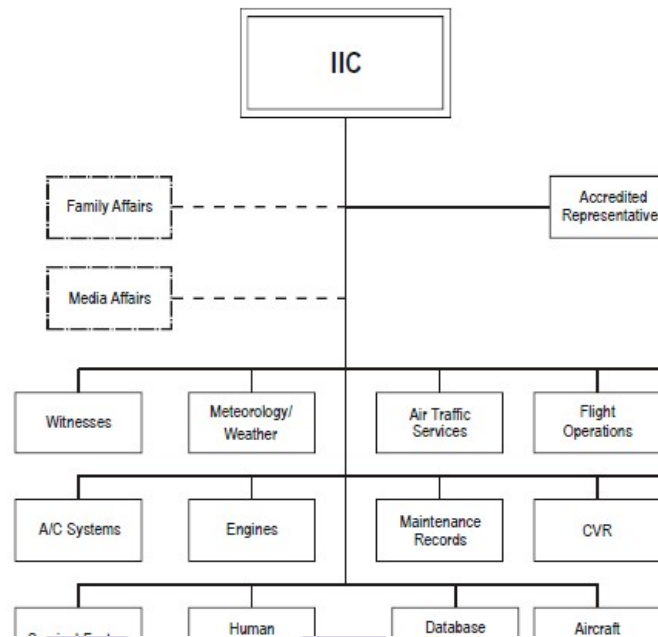 IIC
Family Affairs
Accredited
Representative
Media Affairs
Witnesses
Meteorology/
Weather
Air Traffic
Services
Flight
Operations
A/C Systems
Engines
Maintenance
Records
CVR
Human
Database
Aircraft